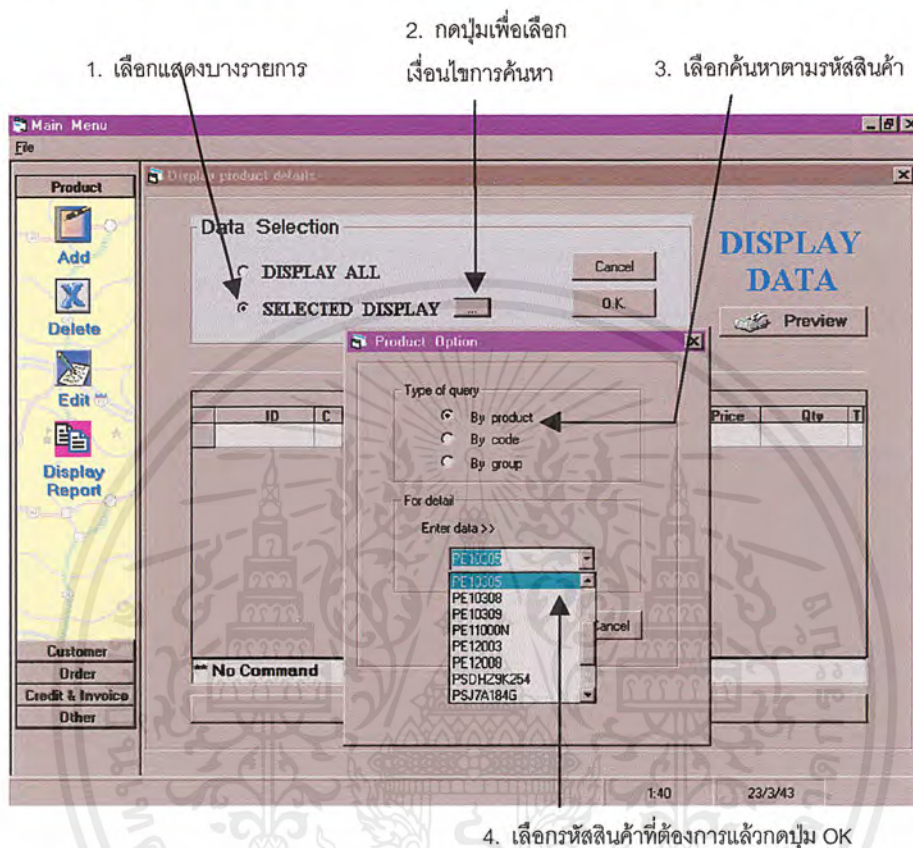 2. กดปุ่มเพื่อเลือก
เงื่อนไขการค้นหา
1. เลือกแสดงบางรายการ
3. เลือกค้นหาตามรหัสสินค้า
Main Menu
File
Product
Add
Delete
Edit
Display
Report
Customer
Order
Credit & Invoice
Other
Display product details
Data Selection
DISPLAY ALL
SELECTED DISPLAY ...
Cancel
O.K.
DISPLAY
DATA
Preview
ID C Price Qty T
Product Option
Type of query
By product
By code
By group
For detail
Enter data >>
PE10305
PE10305
PE10308
PE10309
PE11000N
PE12003
PE12008
PSDHZ9K254
PSJ7A184G
Cancel
** No Command
1:40 23/3/43
4. เลือกรหัสสินค้าที่ต้องการแล้วกดปุ่ม OK